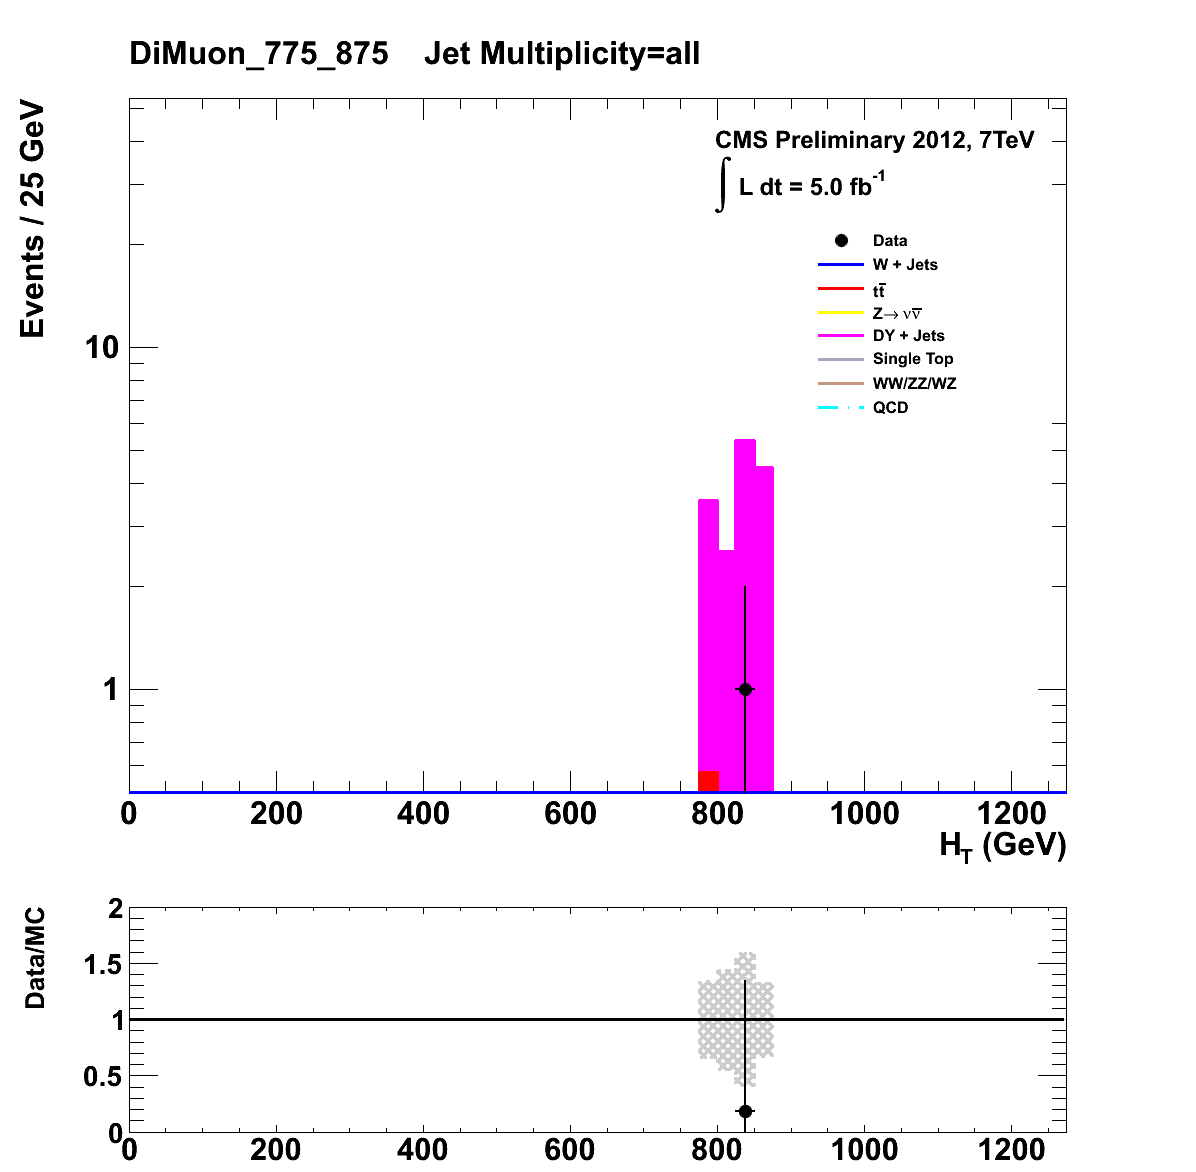 DiMuon_775_875 Jet Multiplicity=all
Events / 25 GeV
CMS Preliminary 2012, 7TeV
∫ L dt = 5.0 fb⁻¹
Data
W + Jets
tt̅
Z→ νν̅
DY + Jets
Single Top
WW/ZZ/WZ
QCD
10
1
0 200 400 600 800 1000 1200
H_T (GeV)
Data/MC
2
1.5
1
0.5
0
0 200 400 600 800 1000 1200